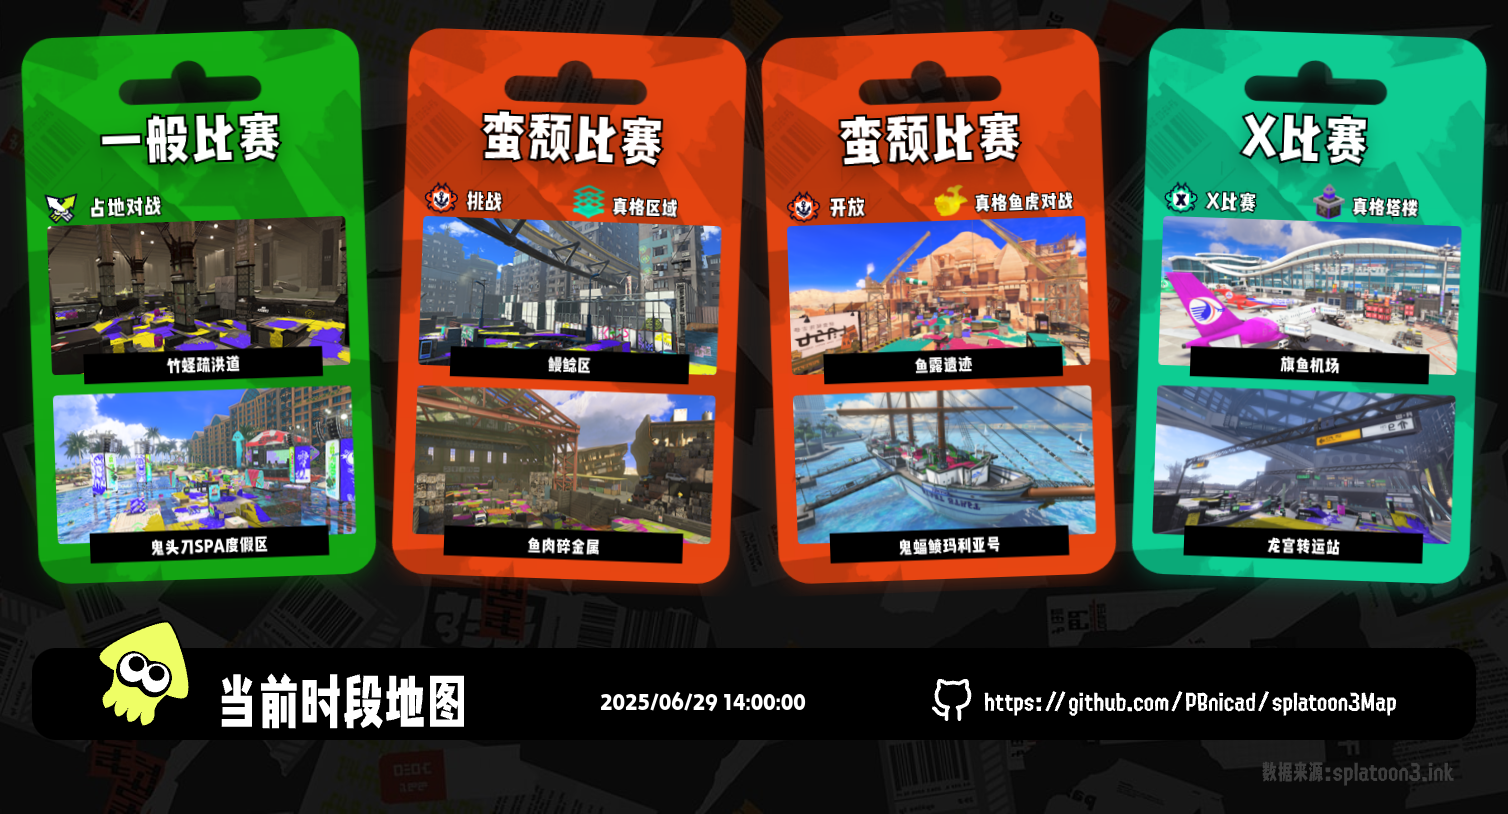 一般比赛
占地对战
竹蛏疏洪道
鬼头刀SPA度假区
蛮颓比赛
挑战
真格区域
鳗鲶区
鱼肉碎金属
蛮颓比赛
开放
真格鱼虎对战
鱼露遗迹
鬼蝠鲼玛利亚号
X比赛
X比赛
真格塔楼
旗鱼机场
龙宫转运站
当前时段地图
2025/06/29 14:00:00
https://github.com/PBnicad/splatoon3Map
数据来源:splatoon3.ink